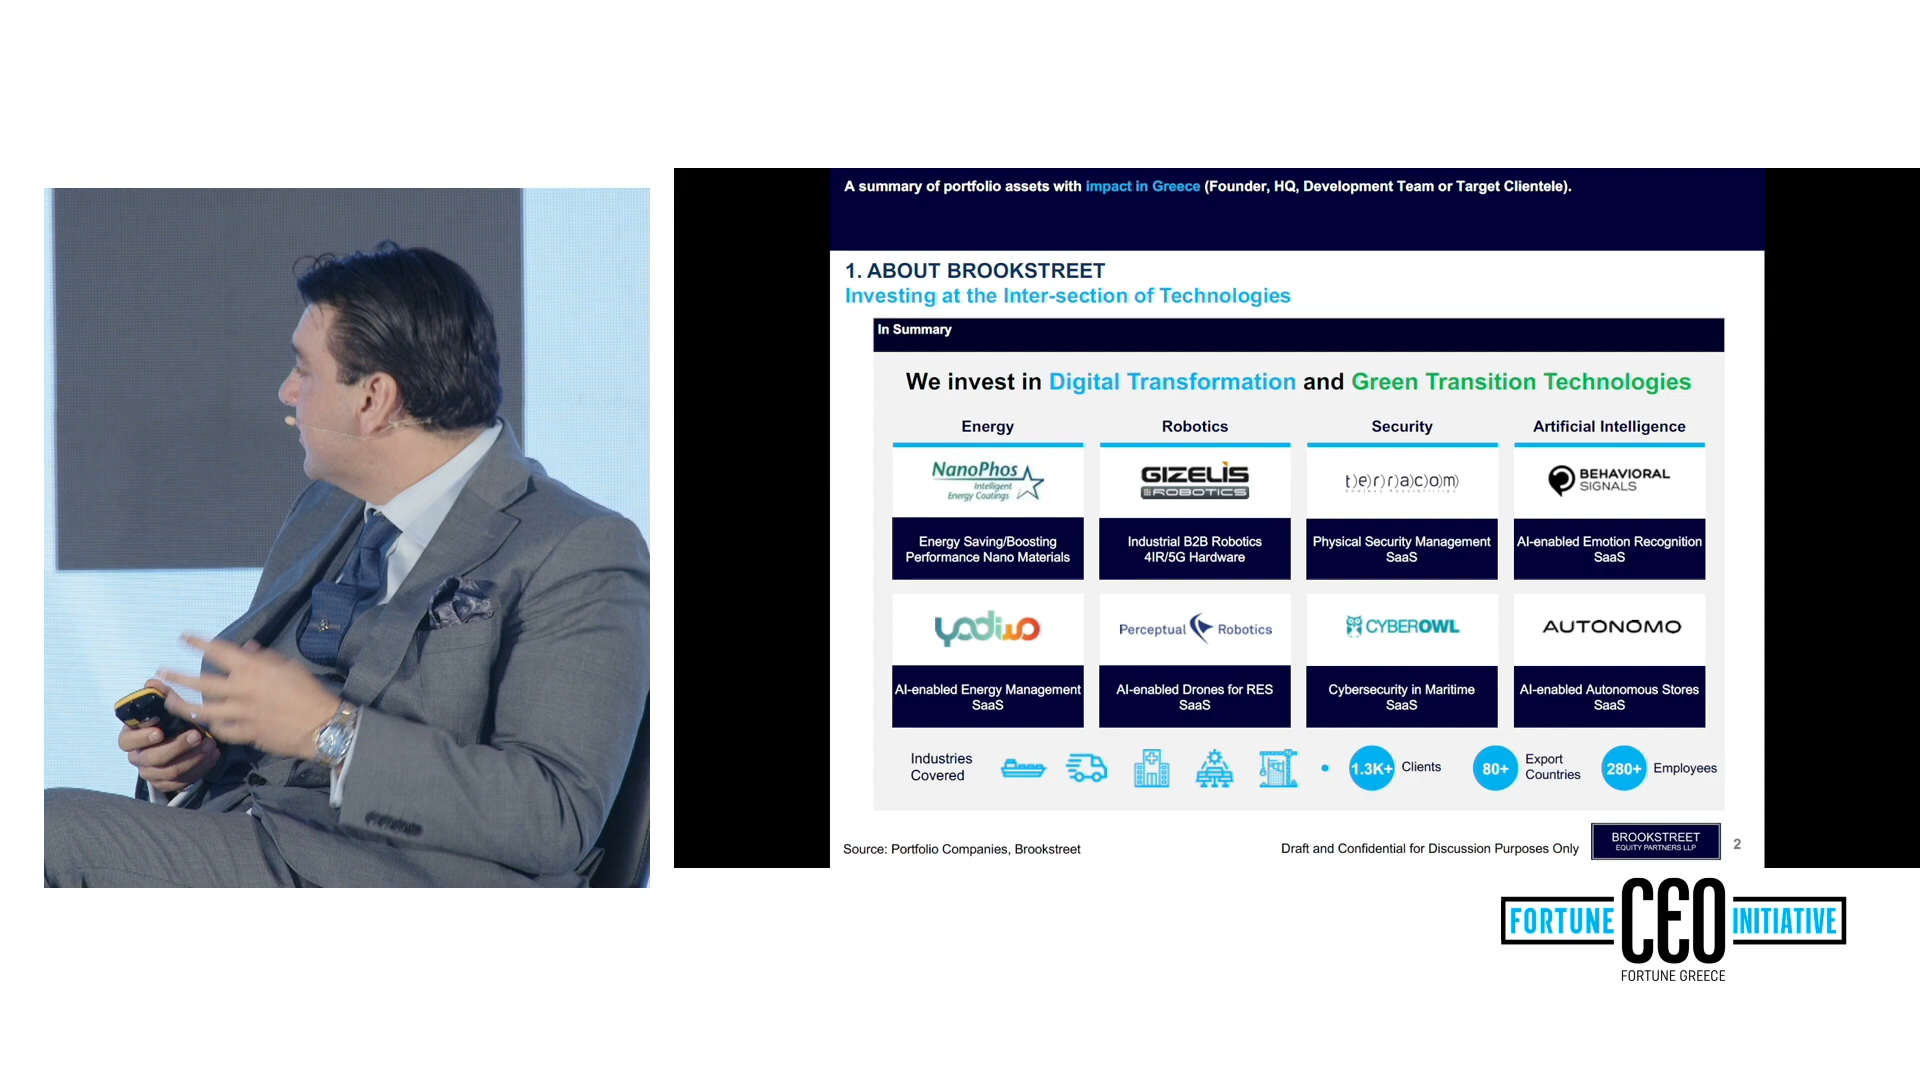 A summary of portfolio assets with impact in Greece (Founder, HQ, Development Team or Target Clientele).
1. ABOUT BROOKSTREET
Investing at the Inter-section of Technologies
In Summary
We invest in Digital Transformation and Green Transition Technologies
Energy
Robotics
Security
Artificial Intelligence
NanoPhos
Intelligent
Energy Coatings
GIZELIS
ROBOTICS
t)e)r)r)a)c)o)m)
BEHAVIORAL
SIGNALS
Energy Saving/Boosting
Performance Nano Materials
Industrial B2B Robotics
4IR/5G Hardware
Physical Security Management
SaaS
AI-enabled Emotion Recognition
SaaS
yodiwo
Perceptual Robotics
CYBEROWL
AUTONOMO
AI-enabled Energy Management
SaaS
AI-enabled Drones for RES
SaaS
Cybersecurity in Maritime
SaaS
AI-enabled Autonomous Stores
SaaS
Industries
Covered
1.3K+ Clients
80+ Export
Countries
280+ Employees
Source: Portfolio Companies, Brookstreet
Draft and Confidential for Discussion Purposes Only
BROOKSTREET
EQUITY PARTNERS LLP
2
FORTUNE CEO INITIATIVE
FORTUNE GREECE